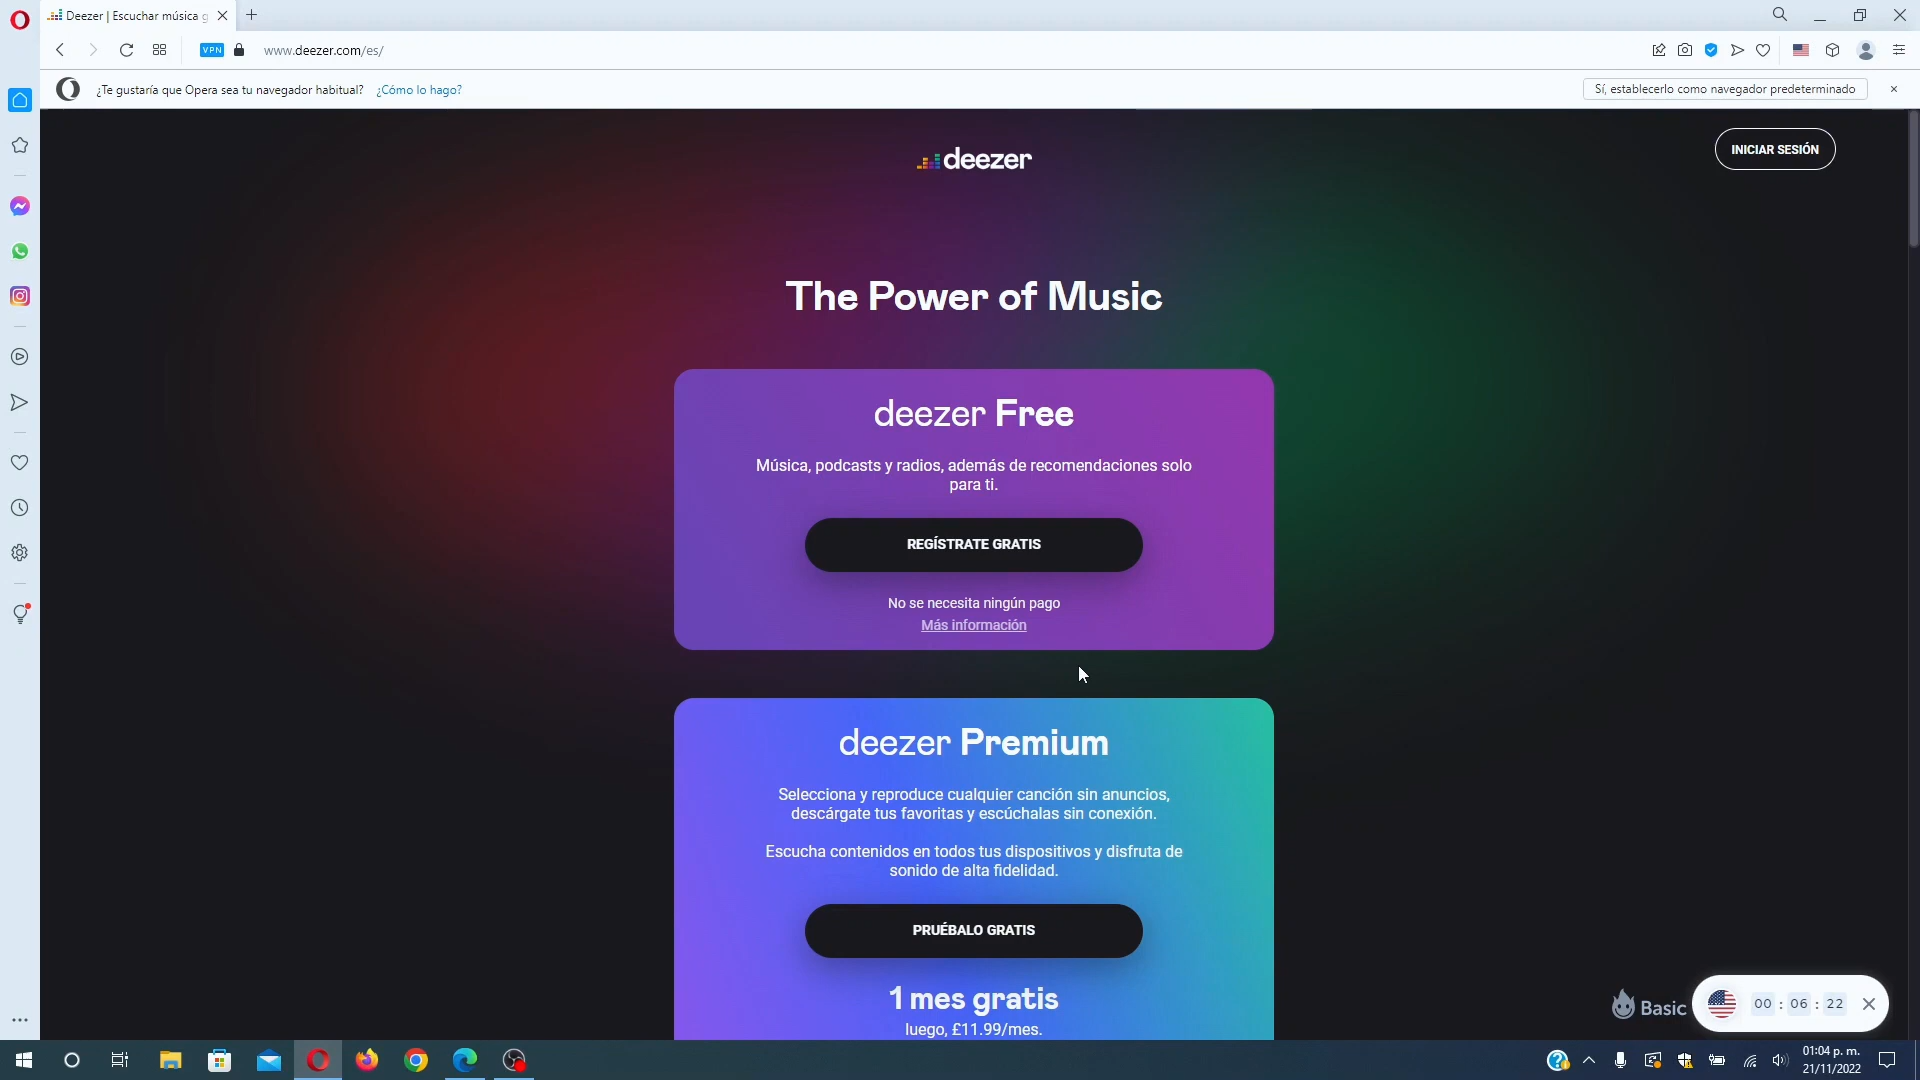 Deezer | Escuchar música g
VPN
www.deezer.com/es/
¿Te gustaría que Opera sea tu navegador habitual? ¿Cómo lo hago?
Sí, establecerlo como navegador predeterminado
deezer
INICIAR SESIÓN
The Power of Music
deezer Free
Música, podcasts y radios, además de recomendaciones solo
para ti.
REGÍSTRATE GRATIS
No se necesita ningún pago
Más información
deezer Premium
Selecciona y reproduce cualquier canción sin anuncios,
descárgate tus favoritas y escúchalas sin conexión.
Escucha contenidos en todos tus dispositivos y disfruta de
sonido de alta fidelidad.
PRUÉBALO GRATIS
1 mes gratis
luego, £11.99/mes.
Basic
00 : 06 : 22
01:04 p. m.
21/11/2022